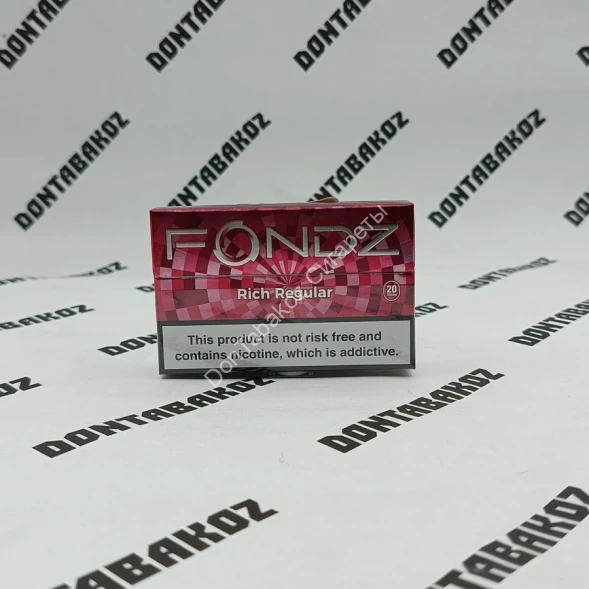 DONTABAKOZ
DONTABAKOZ
DONTABAKOZ
DONTABAKOZ
DONTABAKOZ
DONTABAKOZ
DONTABAKOZ
FONDZ
Rich Regular
20
This product is not risk free and
contains nicotine, which is addictive.
Dontabakoz Сигареты
DONTABAKOZ
DONTABAKOZ